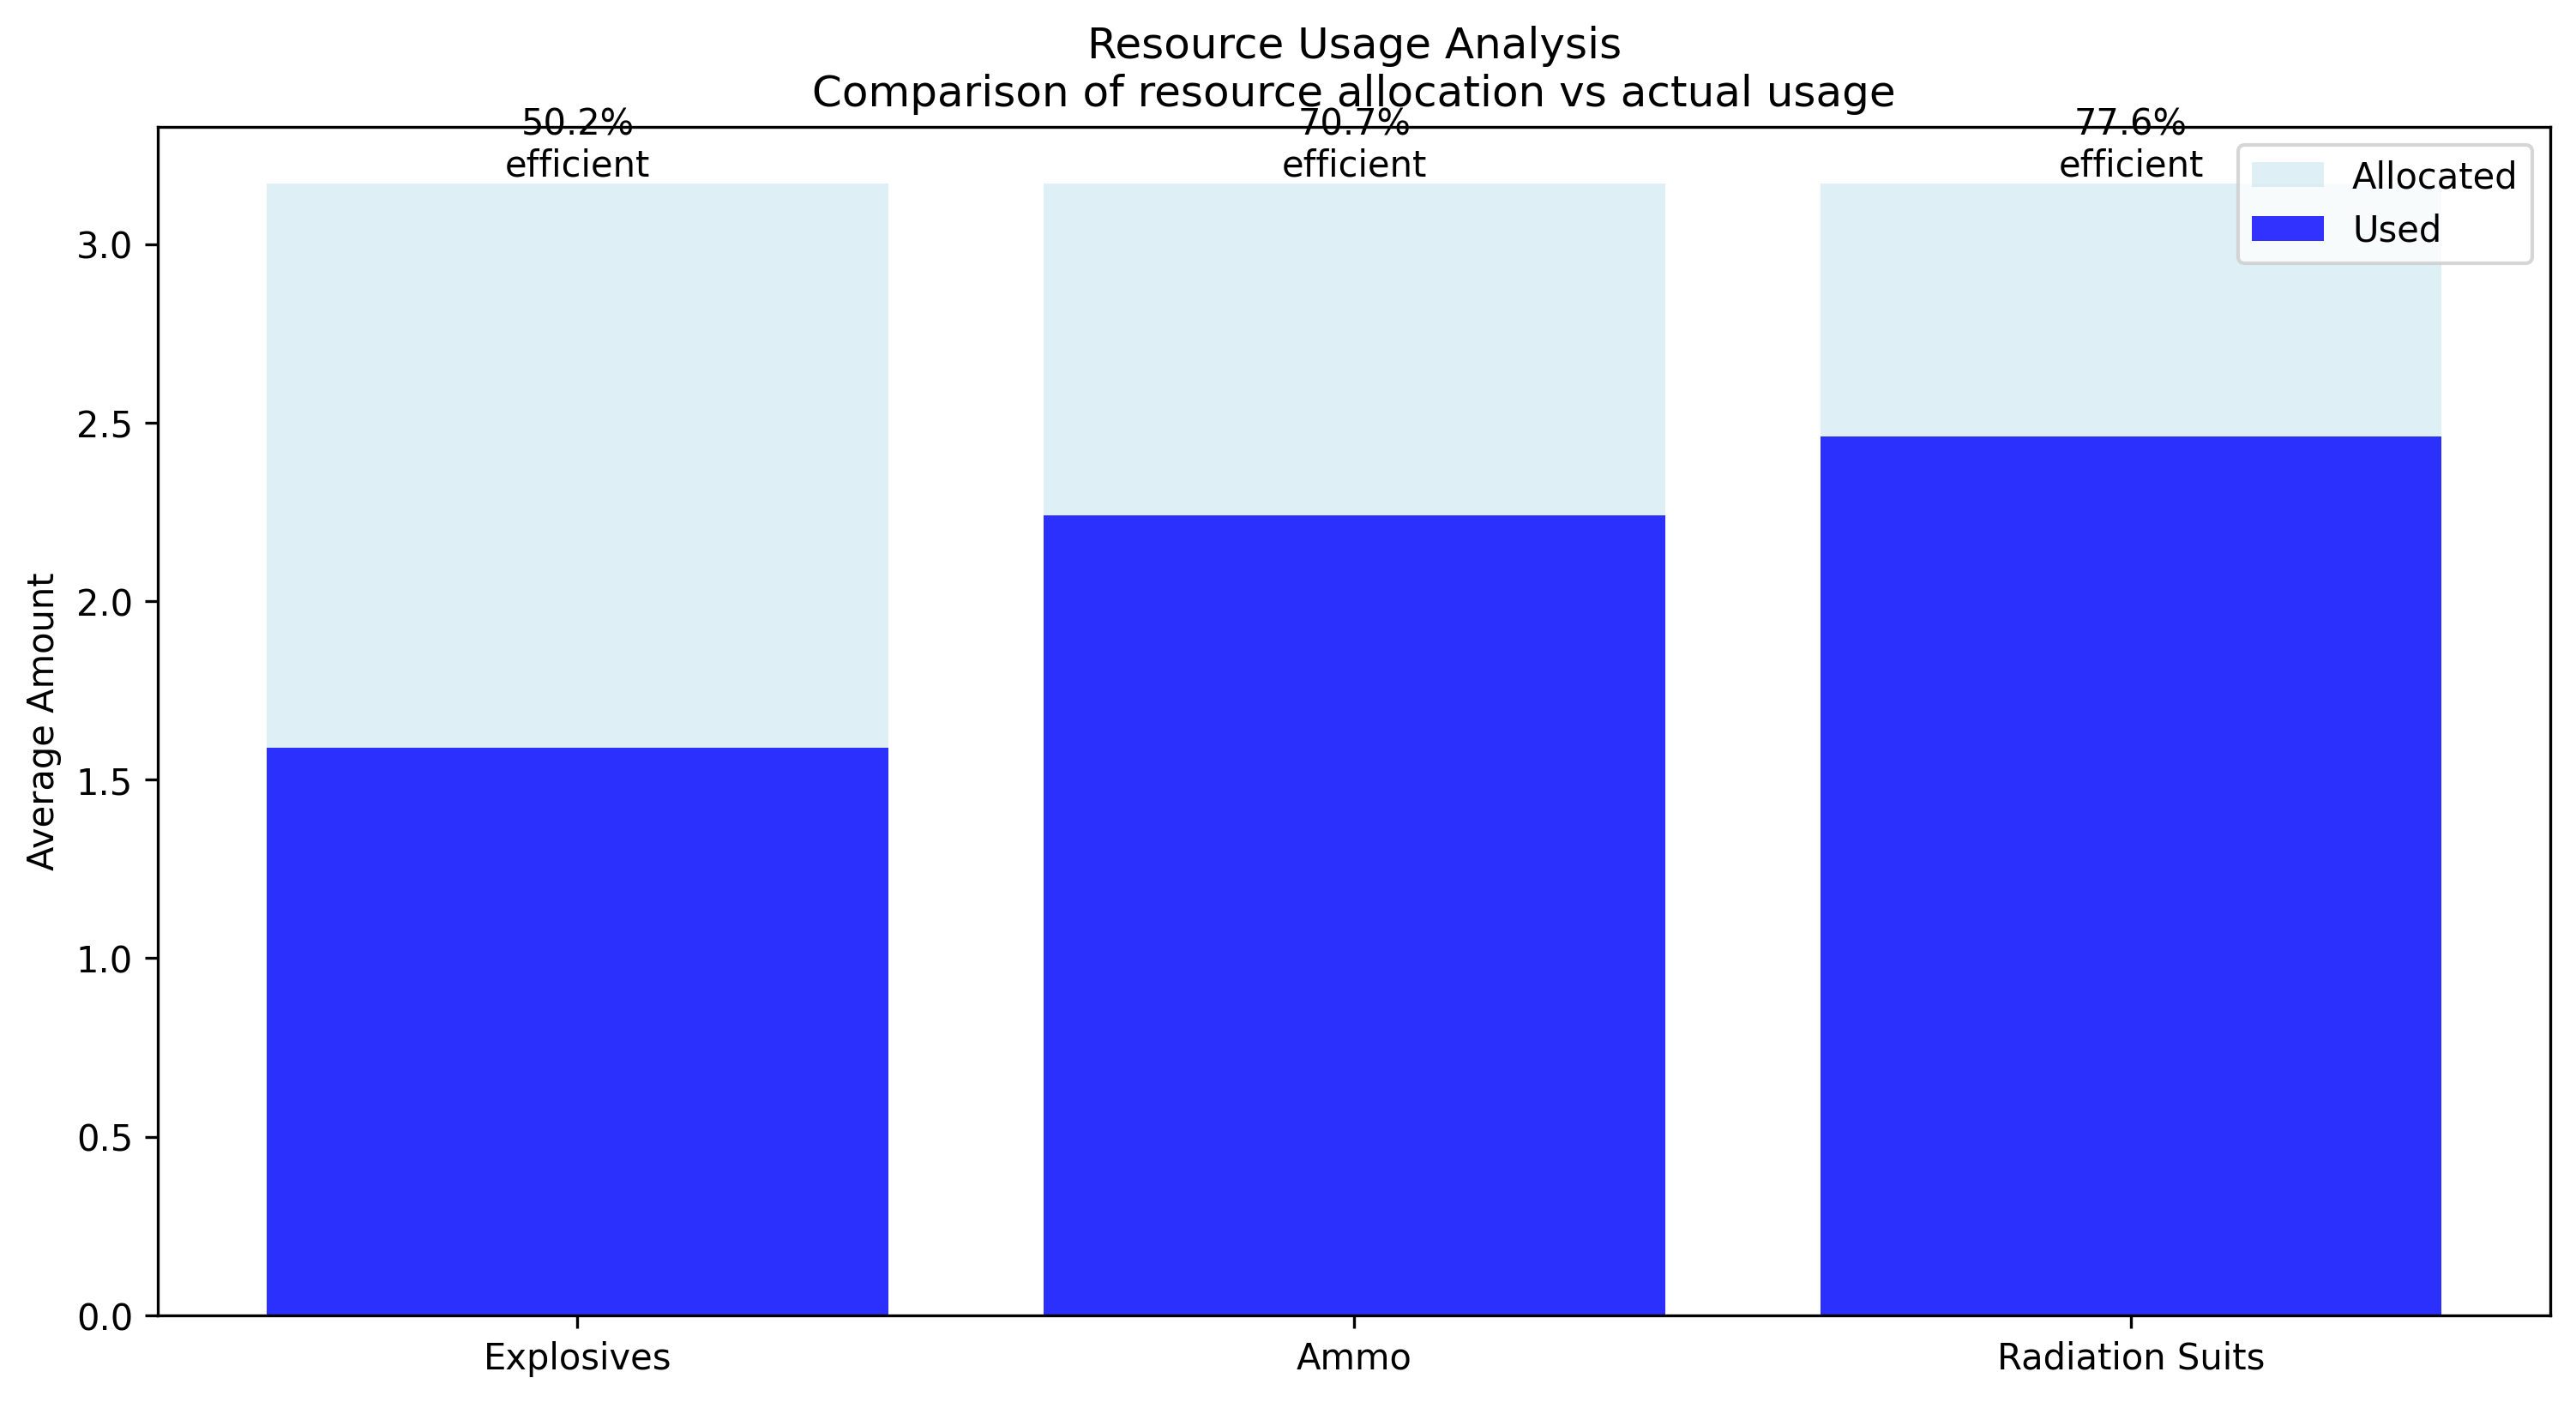 Resource Usage Analysis
Comparison of resource allocation vs actual usage
50.2%
efficient
70.7%
efficient
77.6%
efficient
Allocated
Used
Average Amount
3.0
2.5
2.0
1.5
1.0
0.5
0.0
Explosives
Ammo
Radiation Suits